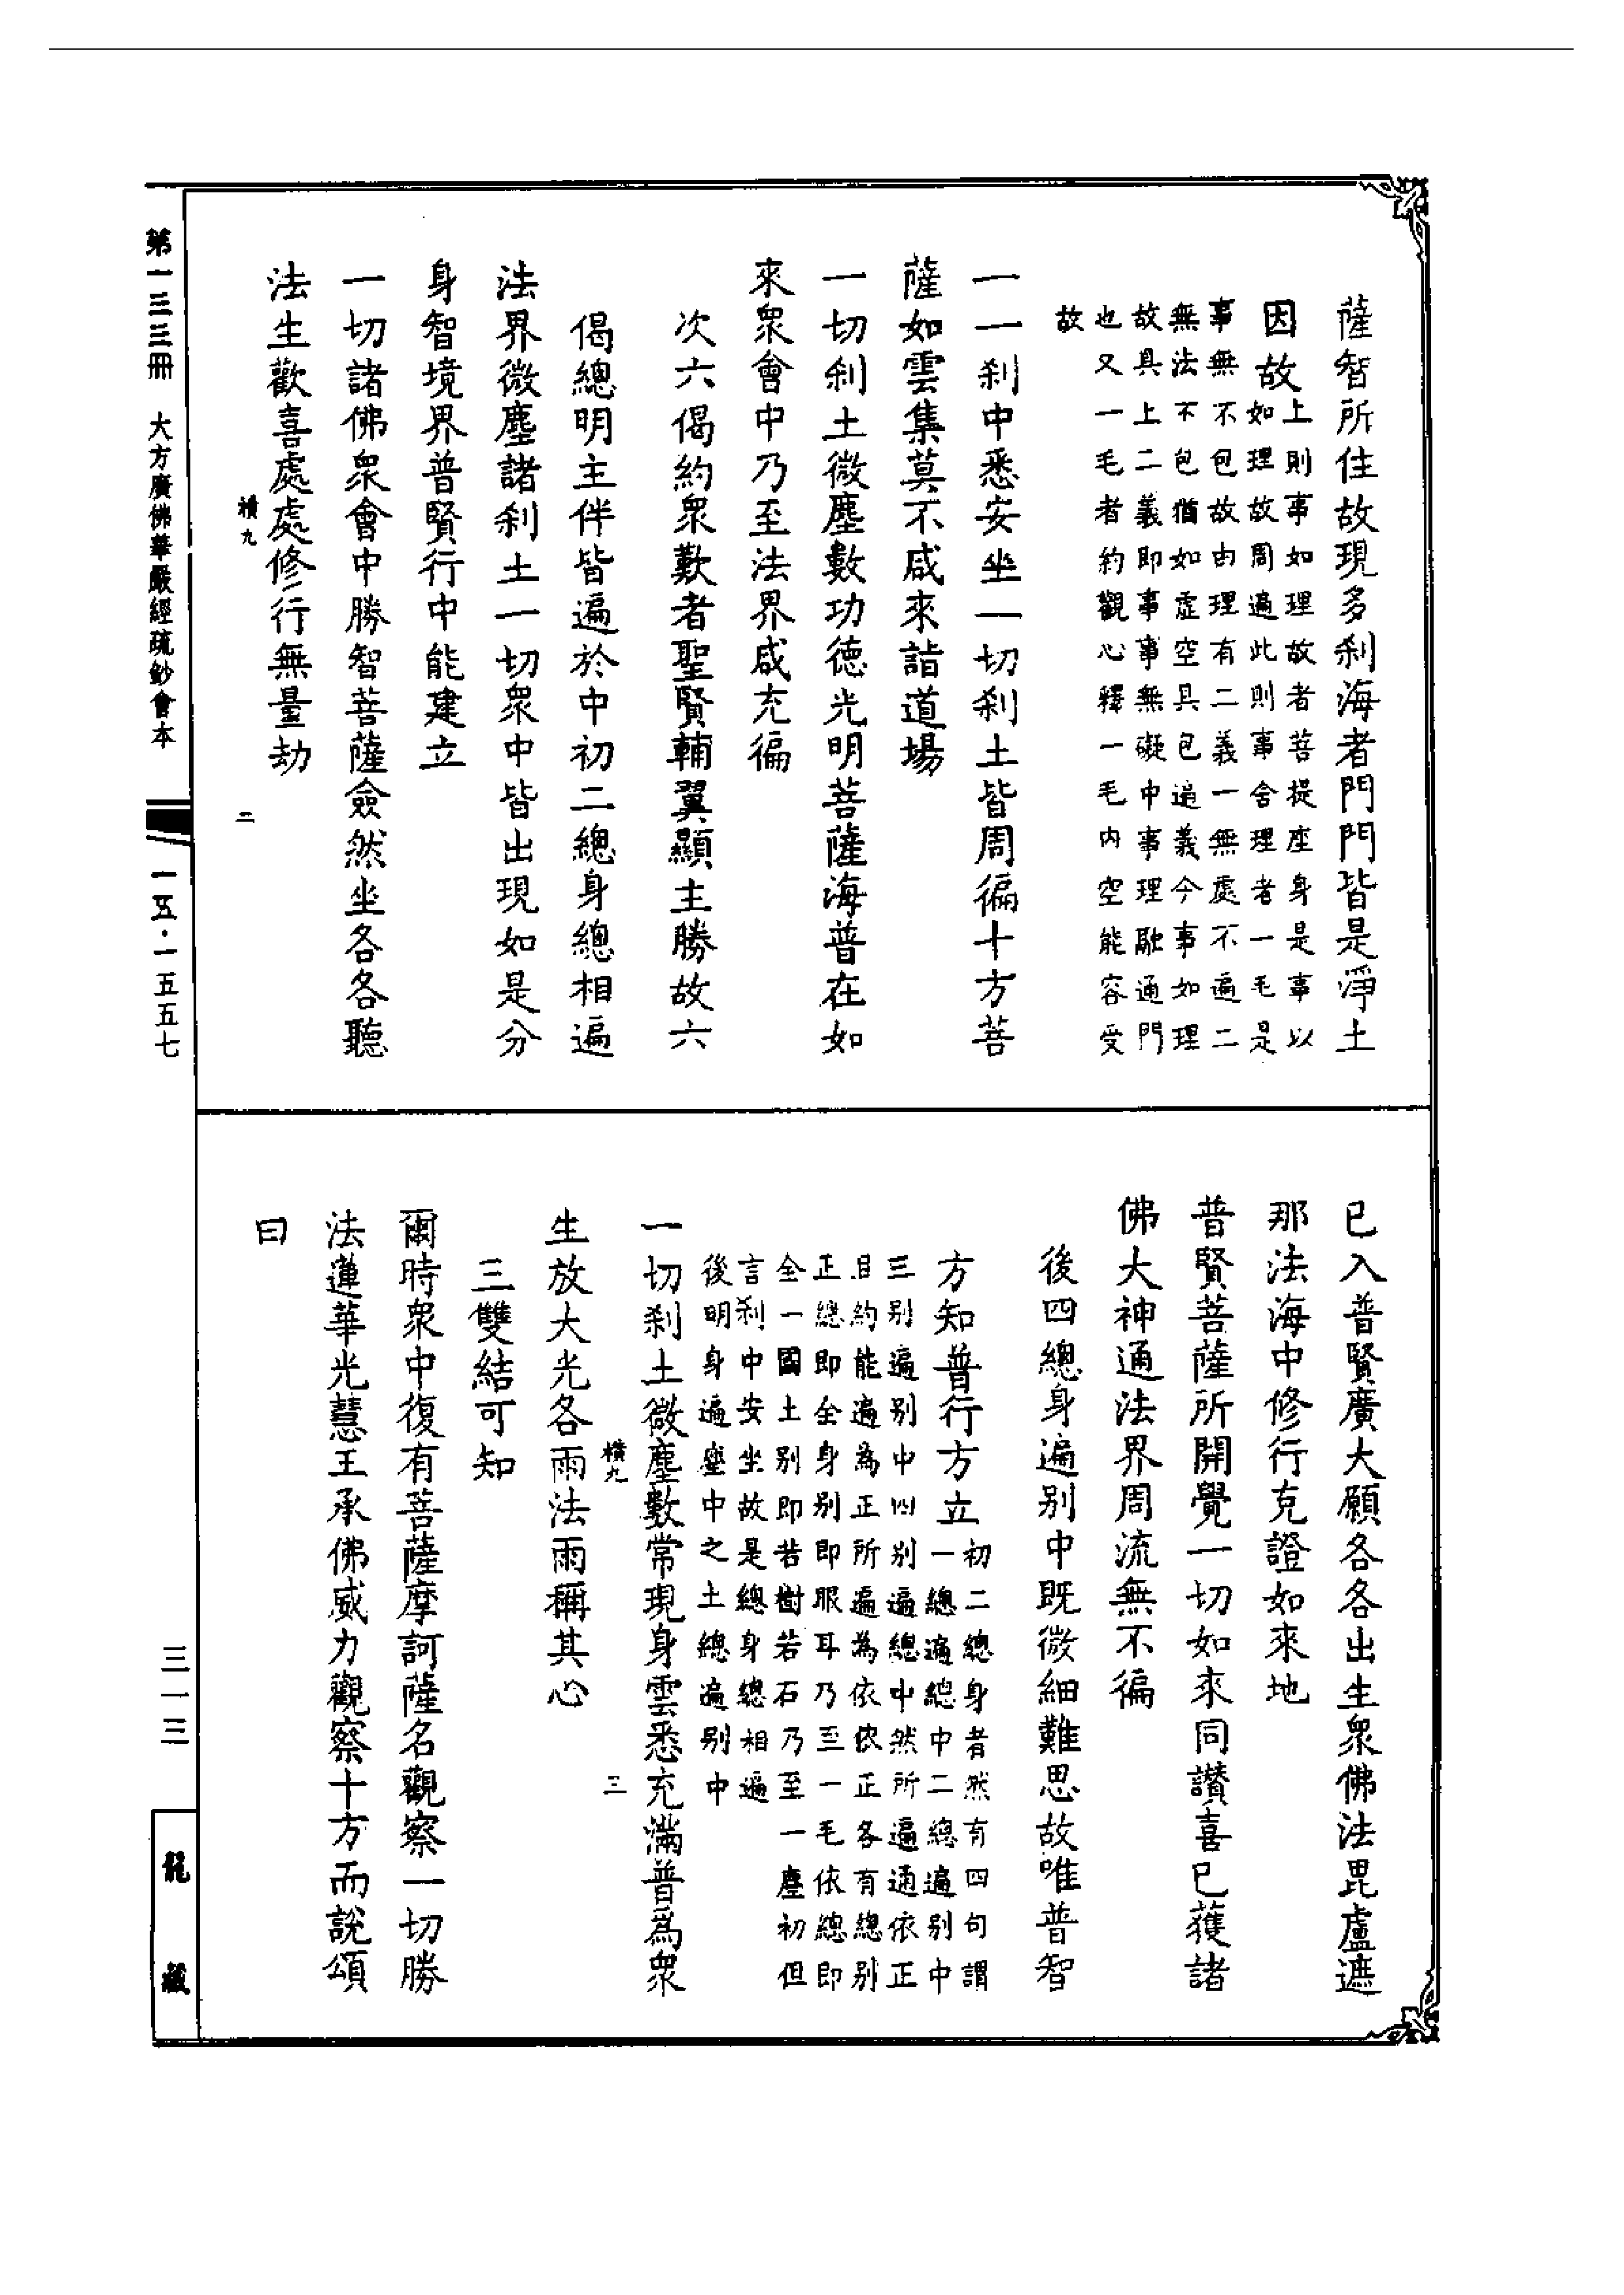 薩智所住故現多刹海者門門皆是淨土
因故
上則事如理故者菩提座身是事以
如理故周遍此則事舍理者一毛是
事無不包故由理有二義一無處不遍二
無法不包猶如虛空具包遍義今事如理
故具上二義即事事無礙中事理融通門
也又一毛者約觀心釋一毛內空能容受
故
一一刹中悉安坐一切刹土皆周徧十方菩
薩如雲集莫不咸來詣道場
一切刹土微塵數功德光明菩薩海普在如
來眾會中乃至法界咸充徧
次六偈約眾歎者聖賢輔翼顯主勝故六
偈總明主伴皆遍於中初二總身總相遍
法界微塵諸刹土一切眾中皆出現如是分
身智境界普賢行中能建立
一切諸佛眾會中勝智菩薩僉然坐各各聽
法生歡喜處處修行無量劫
橫九
二
已入普賢廣大願各各出生眾佛法毘盧遮
那法海中修行克證如來地
普賢菩薩所開覺一切如來同讚喜已獲諸
佛大神通法界周流無不徧
後四總身遍別中既微細難思故唯普智
方知普行方立
初二總身者然有四句謂
一總遍總中二總遍別中
三別遍別中四別遍總中然所遍通依正
且約能遍為正所遍為依依正各有總別
正總即全身別即眼耳乃至一毛依總即
全一國土別即若樹若石乃至一塵初但
言刹中安坐故是總身總相遍
後明身遍塵中之土總遍別中
一切刹土微塵數常現身雲悉充滿普為眾
生放大光各雨法雨稱其心
橫九
三
三雙結可知
爾時眾中復有菩薩摩訶薩名觀察一切勝
法蓮華光慧王承佛威力觀察十方而說頌
曰
第一三三冊　大方廣佛華嚴經疏鈔會本
一五·一五五七
三一三
龍藏